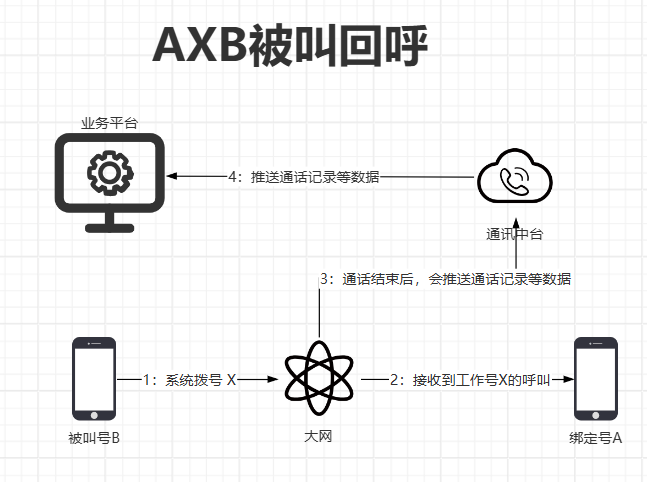 AXB被叫回呼
业务平台
4：推送通话记录等数据
通讯中台
3：通话结束后，会推送通话记录等数据
1：系统拨号 X
2：接收到工作号X的呼叫
被叫号B
大网
绑定号A